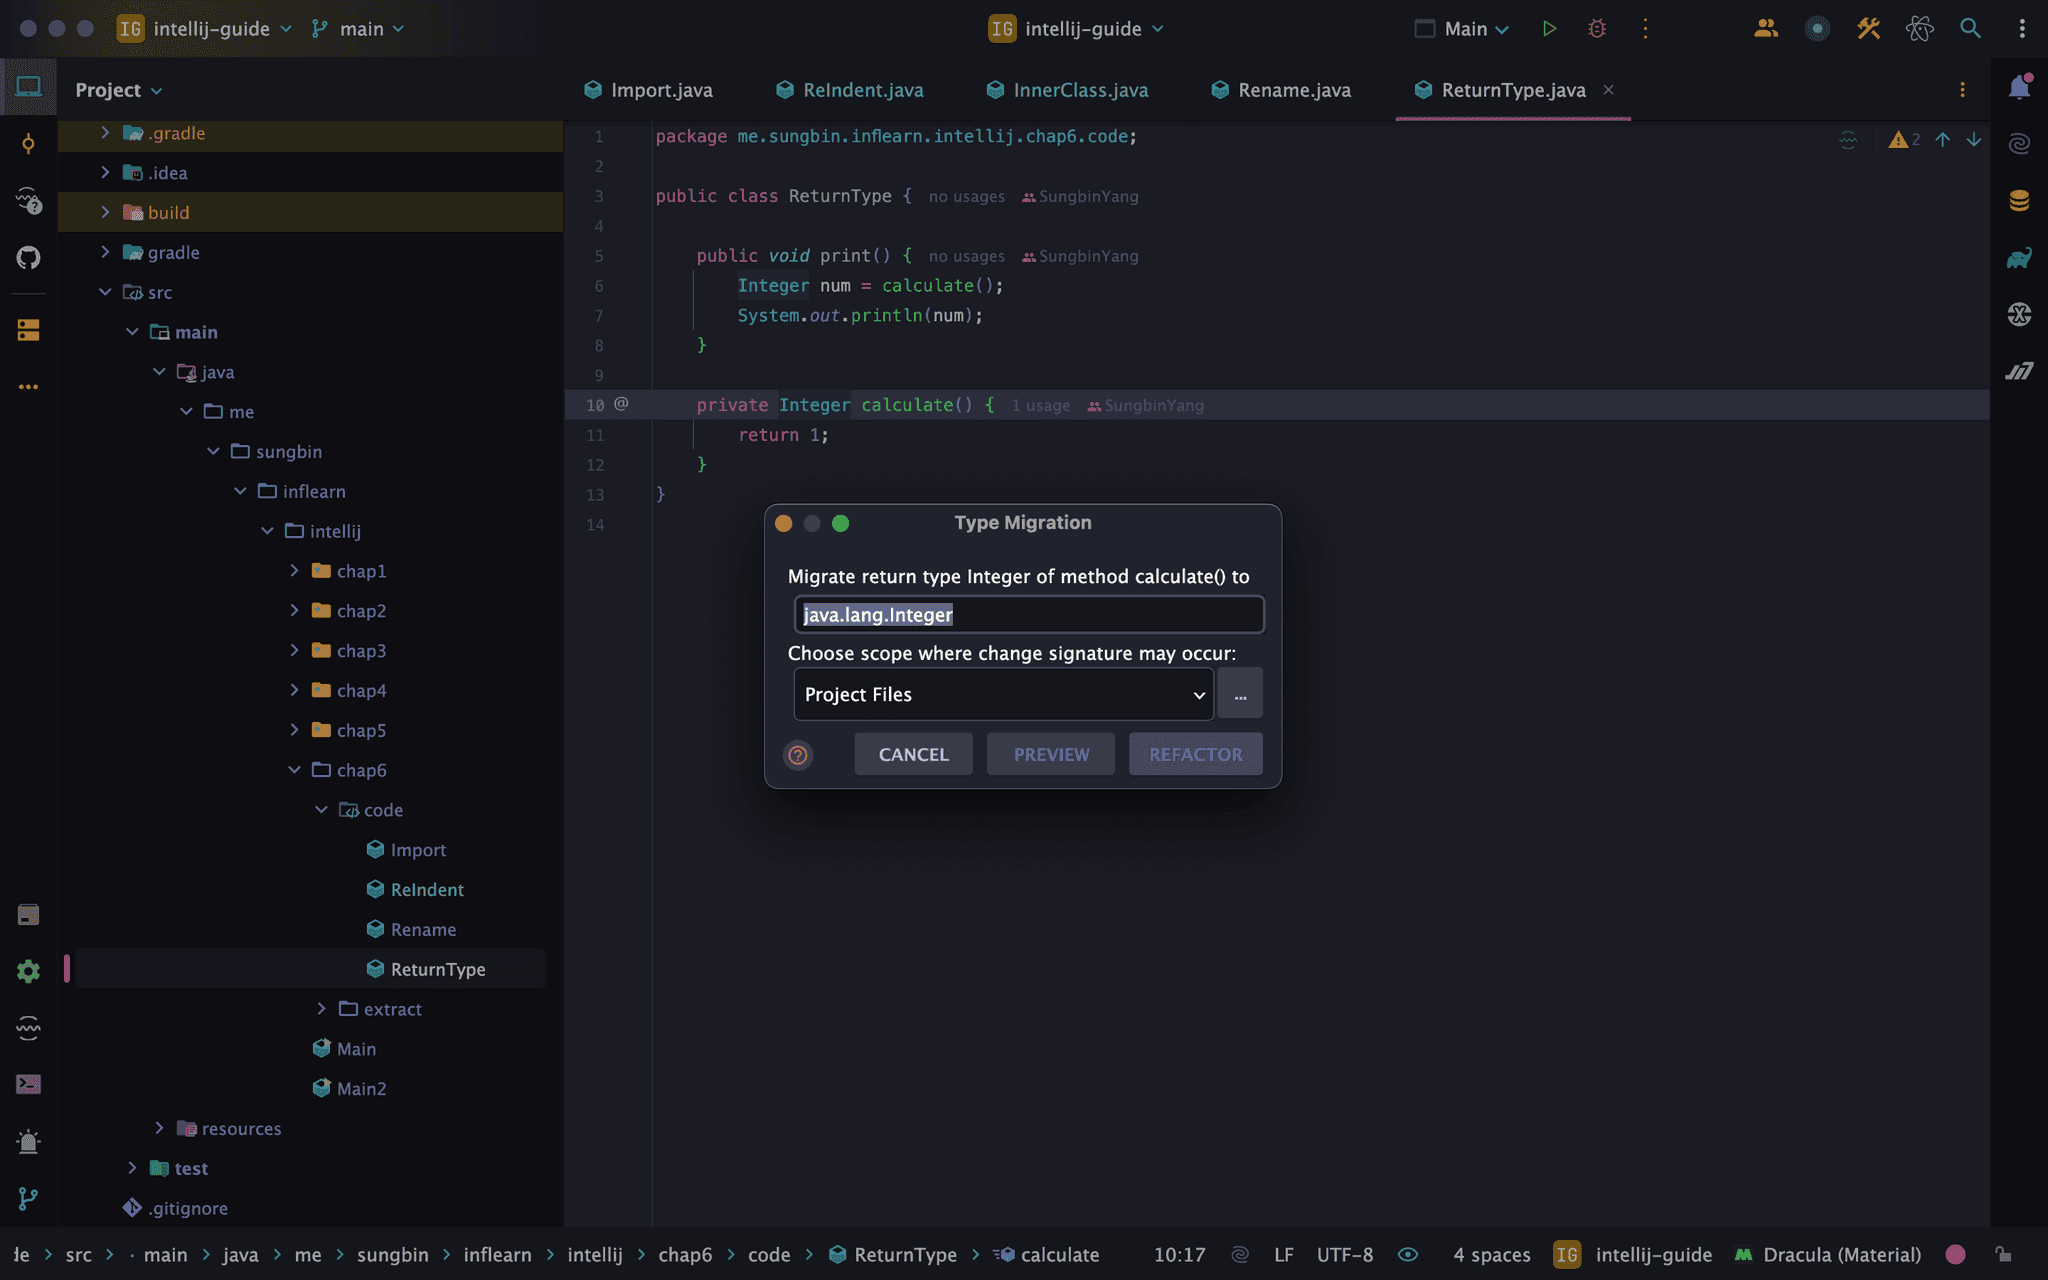 IG intellij-guide main
IG intellij-guide
Main
Project
Import.java ReIndent.java InnerClass.java Rename.java ReturnType.java
.gradle
.idea
build
gradle
src
main
java
me
sungbin
inflearn
intellij
chap1
chap2
chap3
chap4
chap5
chap6
code
Import
ReIndent
Rename
ReturnType
extract
Main
Main2
resources
test
.gitignore
1 package me.sungbin.inflearn.intellij.chap6.code;
2
2
3 public class ReturnType { no usages SungbinYang
4
5 public void print() { no usages SungbinYang
6 Integer num = calculate();
7 System.out.println(num);
8 }
9
10 @ private Integer calculate() { 1 usage SungbinYang
11 return 1;
12 }
13 }
14
Type Migration
Migrate return type Integer of method calculate() to
java.lang.Integer
Choose scope where change signature may occur:
Project Files ...
? CANCEL PREVIEW REFACTOR
de > src > main > java > me > sungbin > inflearn > intellij > chap6 > code > ReturnType > calculate 10:17 LF UTF-8 4 spaces IG intellij-guide Dracula (Material)